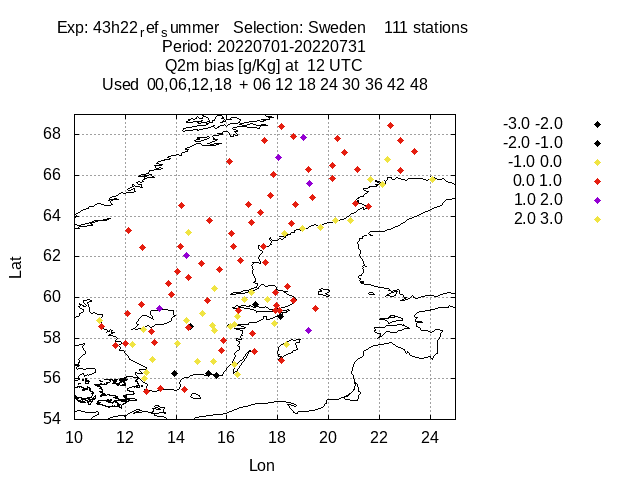 Exp: 43h22refsummer Selection: Sweden 111 stations
Period: 20220701-20220731
Q2m bias [g/Kg] at 12 UTC
Used 00,06,12,18 + 06 12 18 24 30 36 42 48
-3.0 -2.0
-2.0 -1.0
-1.0 0.0
0.0 1.0
1.0 2.0
2.0 3.0
68
66
64
62
60
58
56
54
Lat
10 12 14 16 18 20 22 24
Lon